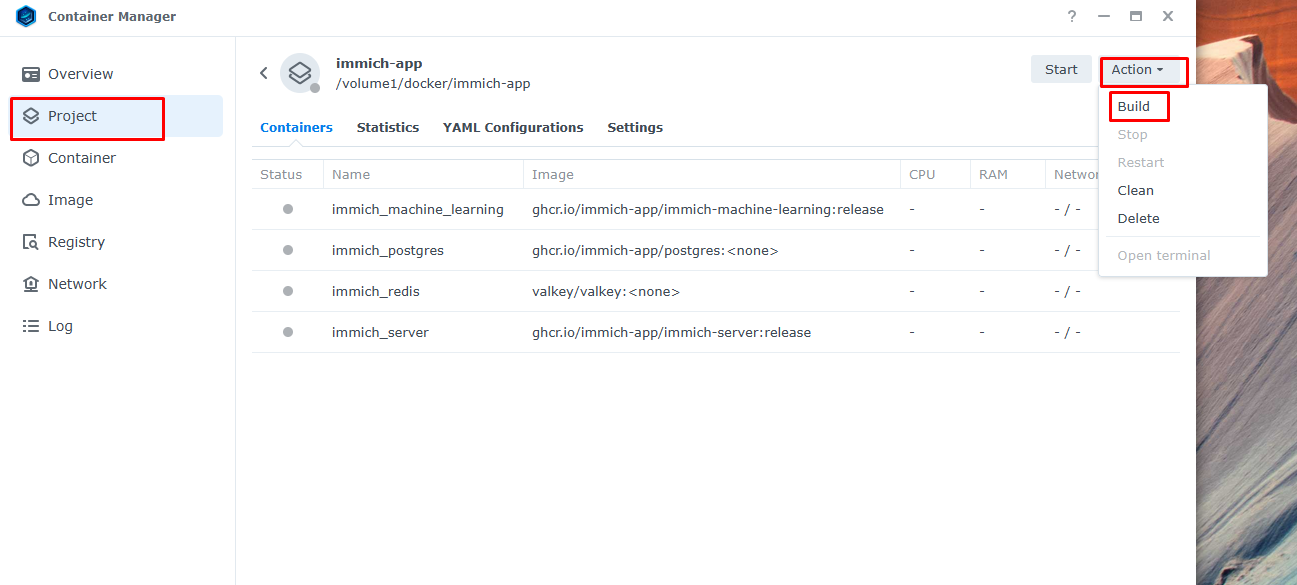 Container Manager
?
Overview
Project
Container
Image
Registry
Network
Log
immich-app
/volume1/docker/immich-app
Start
Action
Build
Stop
Restart
Clean
Delete
Open terminal
Containers Statistics YAML Configurations Settings
Status Name Image CPU RAM Networ
immich_machine_learning ghcr.io/immich-app/immich-machine-learning:release - - - / -
immich_postgres ghcr.io/immich-app/postgres:<none> - - - / -
immich_redis valkey/valkey:<none> - - - / -
immich_server ghcr.io/immich-app/immich-server:release - - - / -